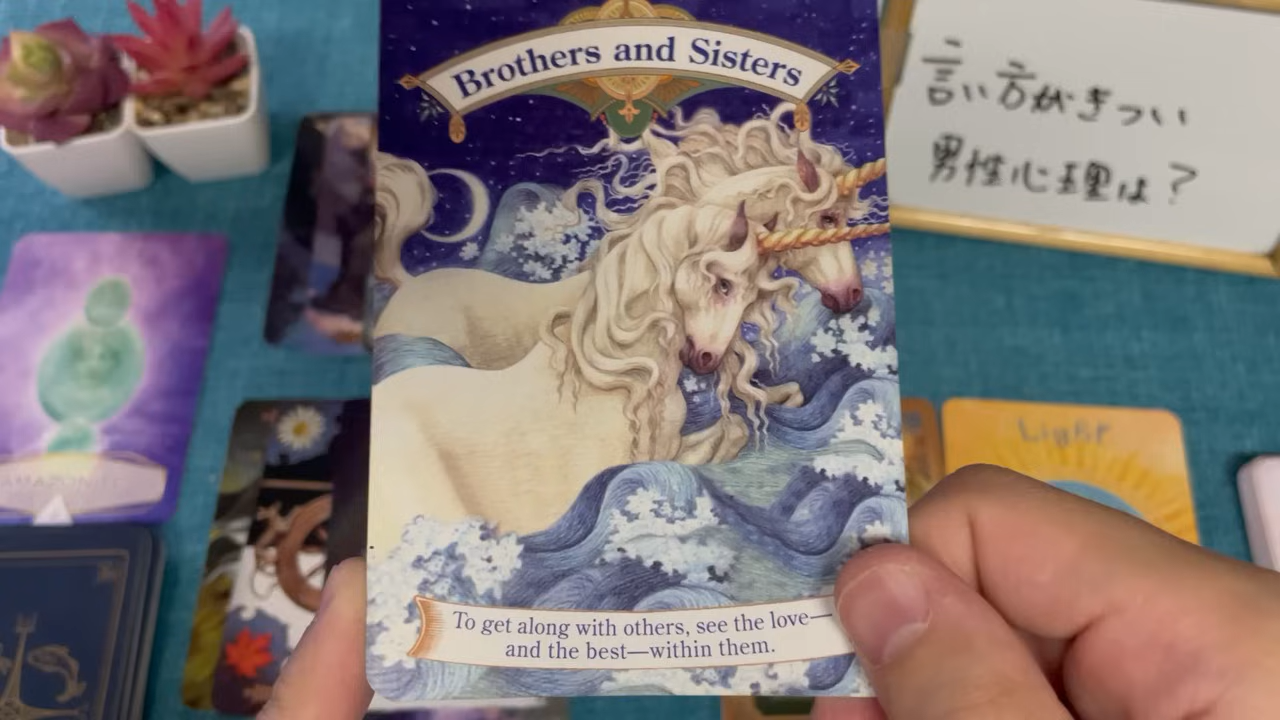 Brothers and Sisters
言い方がきつい
男性心理は?
Light
To get along with others, see the love—
and the best—within them.